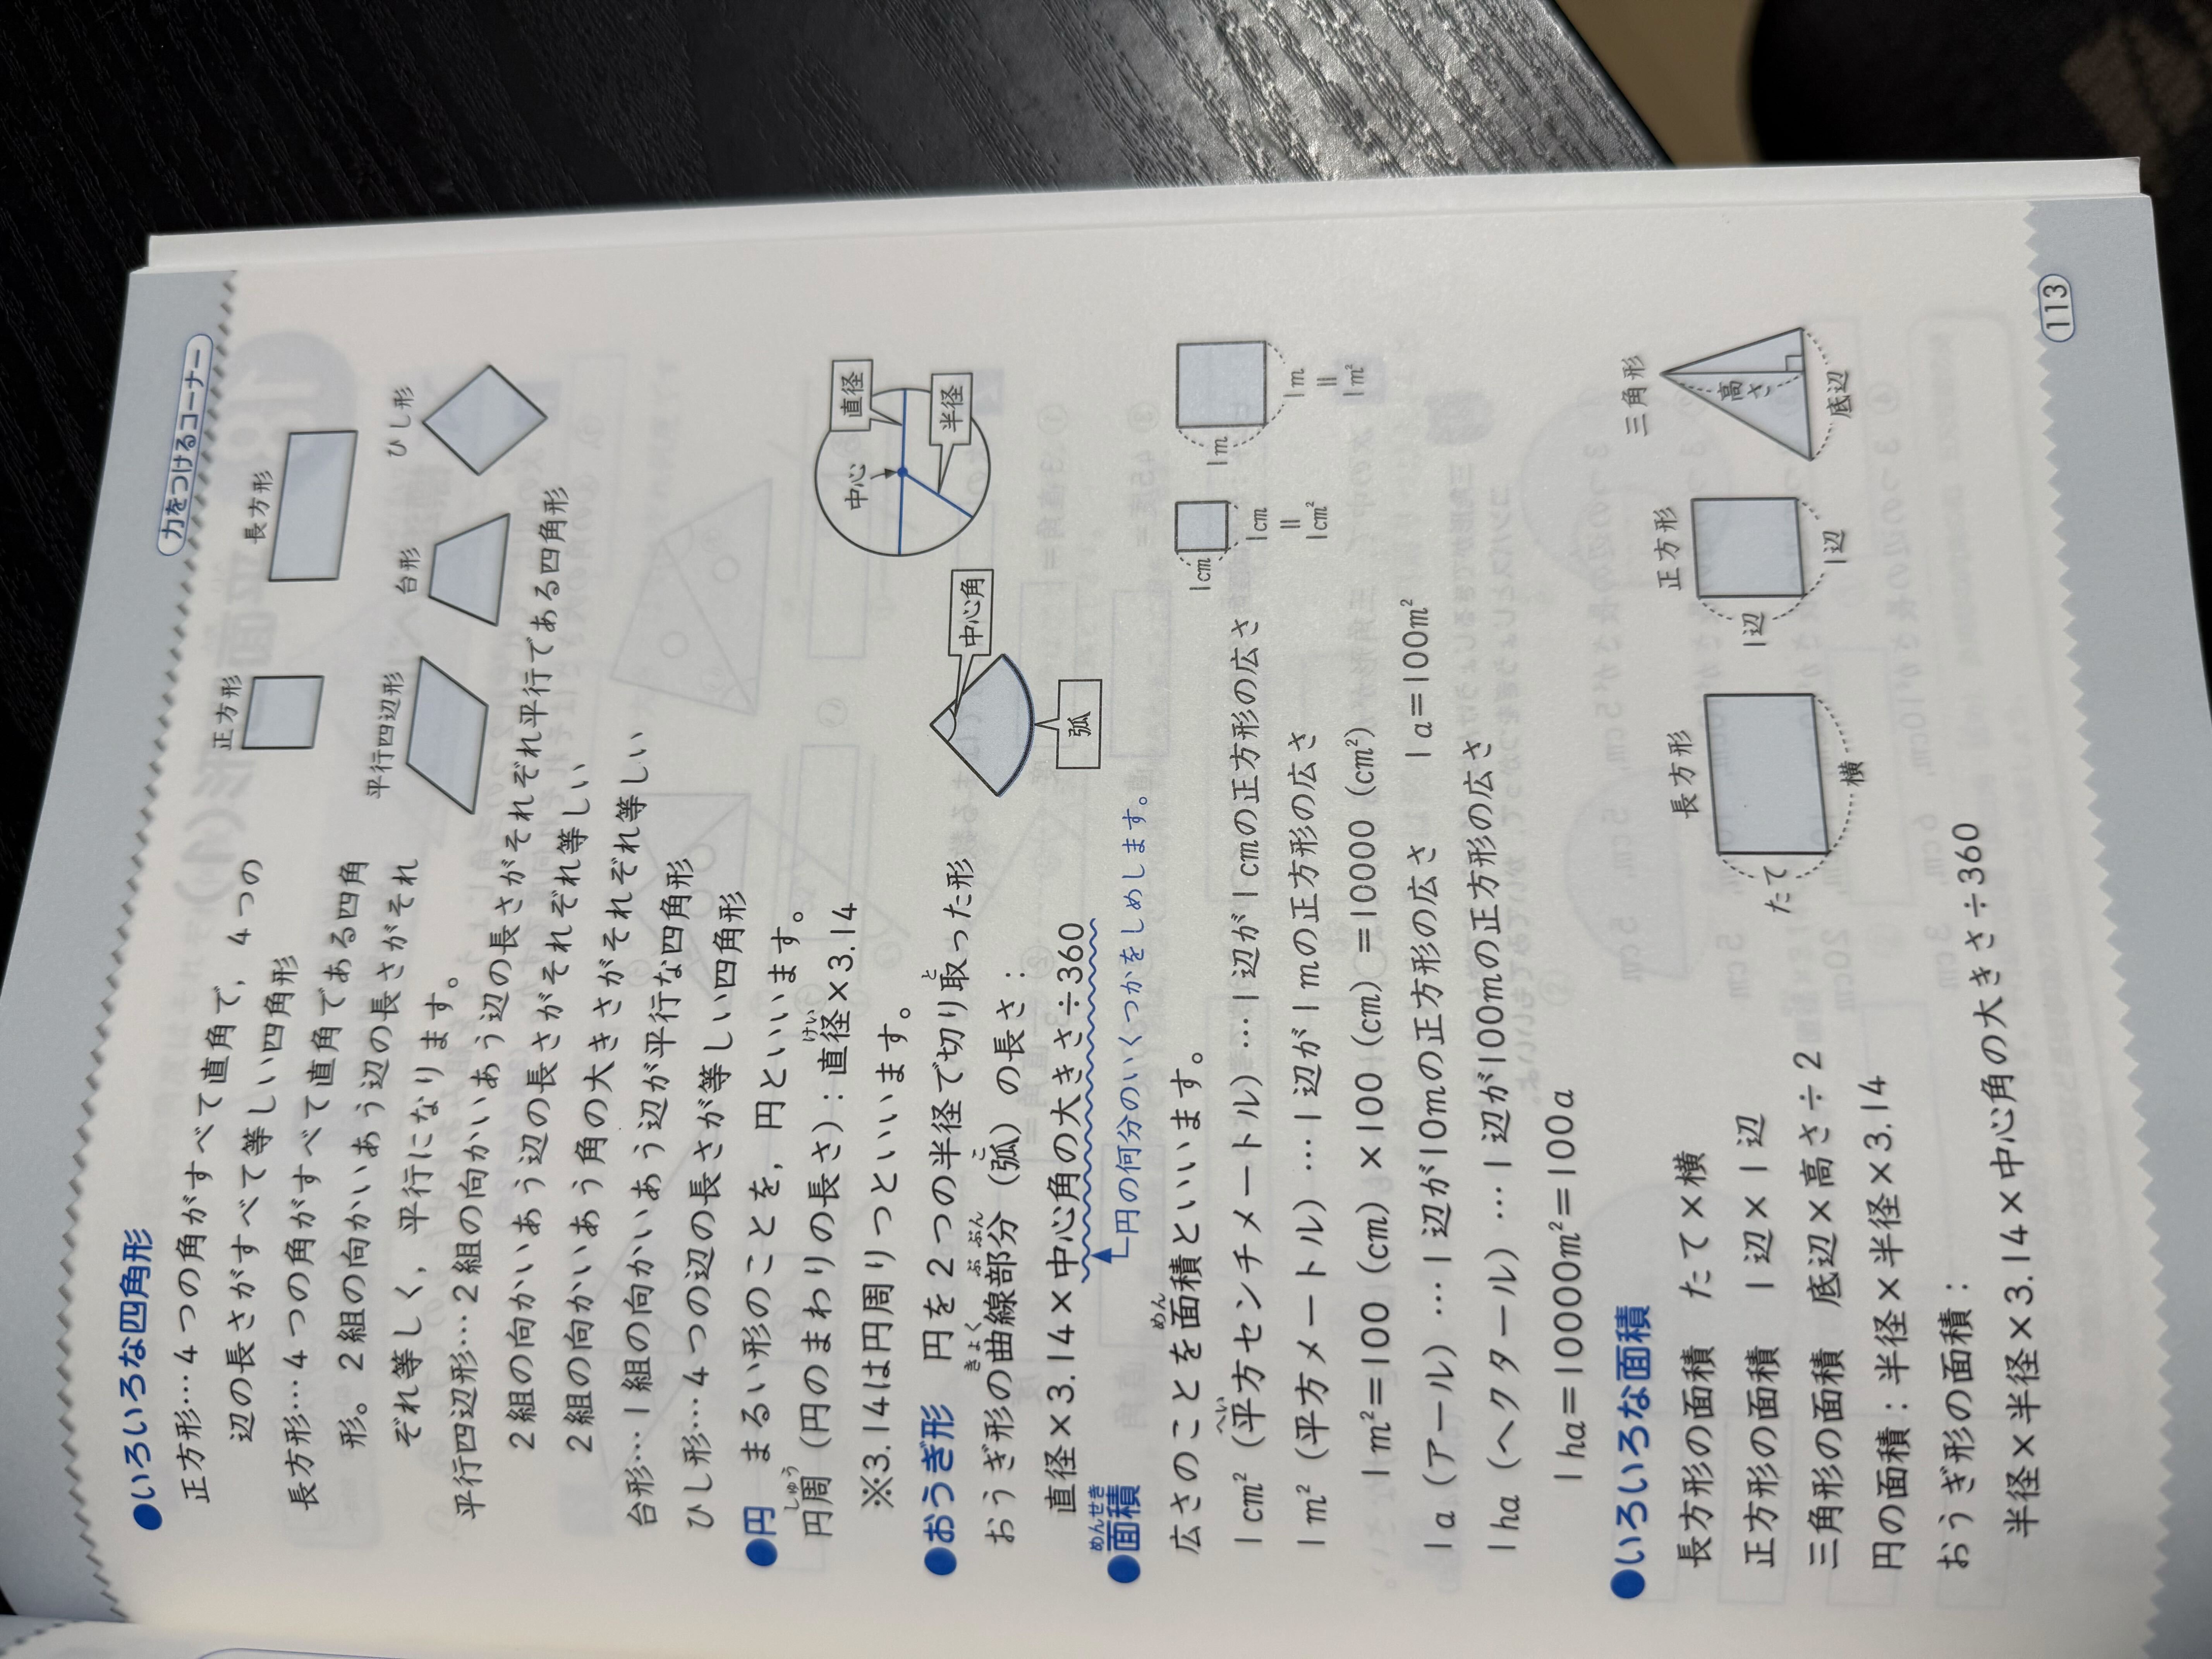 力をつけるコーナー
●いろいろな四角形
正方形…4つの角がすべて直角で，4つの
辺の長さがすべて等しい四角形
長方形…4つの角がすべて直角である四角
形。2組の向かいあう辺の長さがそれ
ぞれ等しく，平行になります。
正方形
長方形
平行四辺形
台形
ひし形
平行四辺形…2組の向かいあう辺の長さがそれぞれ平行である四角形
2組の向かいあう辺の長さがそれぞれ等しい
2組の向かいあう角の大きさがそれぞれ等しい
台形…1組の向かいあう辺が平行な四角形
ひし形…4つの辺の長さが等しい四角形
●円 まるい形のことを，円といいます。
円周（円のまわりの長さ）：直径×3.14
※3.14は円周りつといいます。
中心
直径
半径
●おうぎ形 円を2つの半径で切り取った形
おうぎ形の曲線部分（弧）の長さ：
直径×3.14×中心角の大きさ÷360
円の何分のいくつかをしめします。
中心角
弧
●面積
広さのことを面積といいます。
1cm²（平方センチメートル）…1辺が1cmの正方形の広さ
1m²（平方メートル）…1辺が1mの正方形の広さ
1m²＝100（cm）×100（cm）＝10000（cm²）
1a（アール）…1辺が10mの正方形の広さ 1a＝100m²
1ha（ヘクタール）…1辺が100mの正方形の広さ
1ha＝10000m²＝100a
1cm
1cm
＝
1cm²
1m
1m
＝
1m²
●いろいろな面積
長方形の面積 たて×横
正方形の面積 1辺×1辺
三角形の面積 底辺×高さ÷2
円の面積：半径×半径×3.14
おうぎ形の面積：
半径×半径×3.14×中心角の大きさ÷360
長方形
たて
横
正方形
1辺
1辺
三角形
高さ
底辺
113